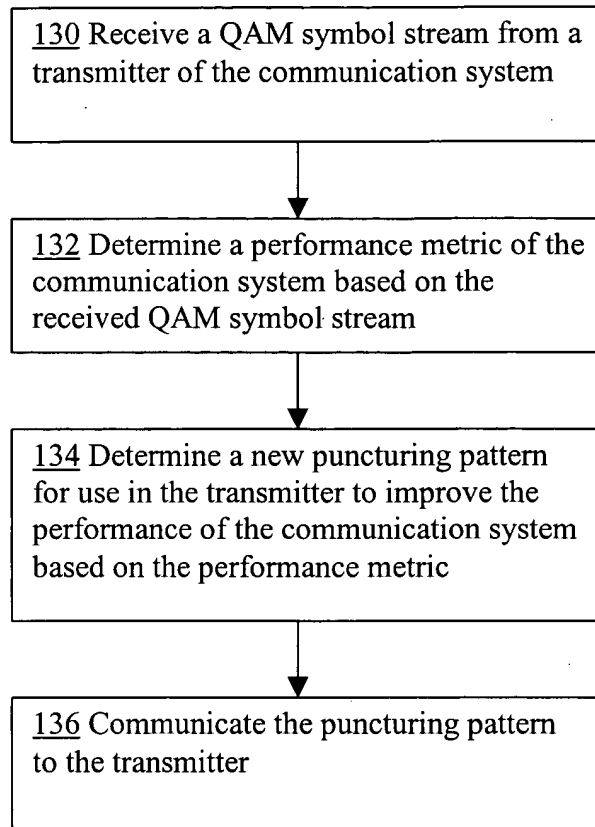 130 Receive a QAM symbol stream from a
transmitter of the communication system
132 Determine a performance metric of the
communication system based on the
received QAM symbol stream
134 Determine a new puncturing pattern
for use in the transmitter to improve the
performance of the communication system
based on the performance metric
136 Communicate the puncturing pattern
to the transmitter